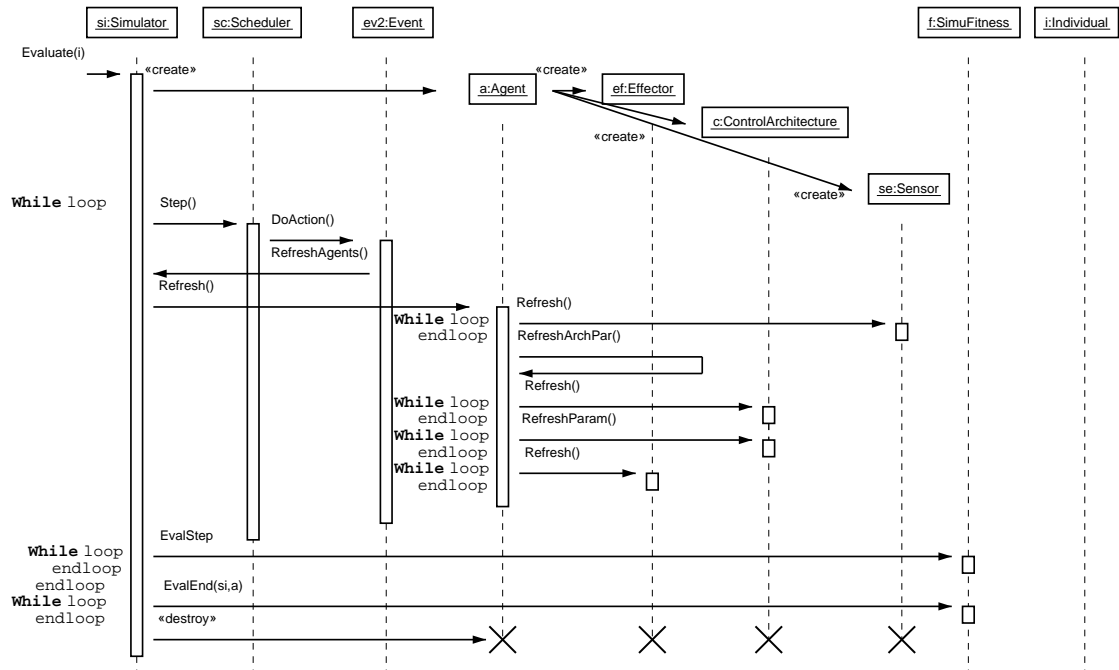 si:Simulator sc:Scheduler ev2:Event f:SimuFitness i:Individual
Evaluate(i)
«create» «create»
a:Agent ef:Effector
c:ControlArchitecture
«create»
«create» se:Sensor
While loop Step()
DoAction()
RefreshAgents()
Refresh()
Refresh()
While loop
endloop RefreshArchPar()
Refresh()
While loop
endloop RefreshParam()
While loop
endloop Refresh()
While loop
endloop
EvalStep
While loop
endloop
endloop EvalEnd(si,a)
While loop
endloop «destroy»